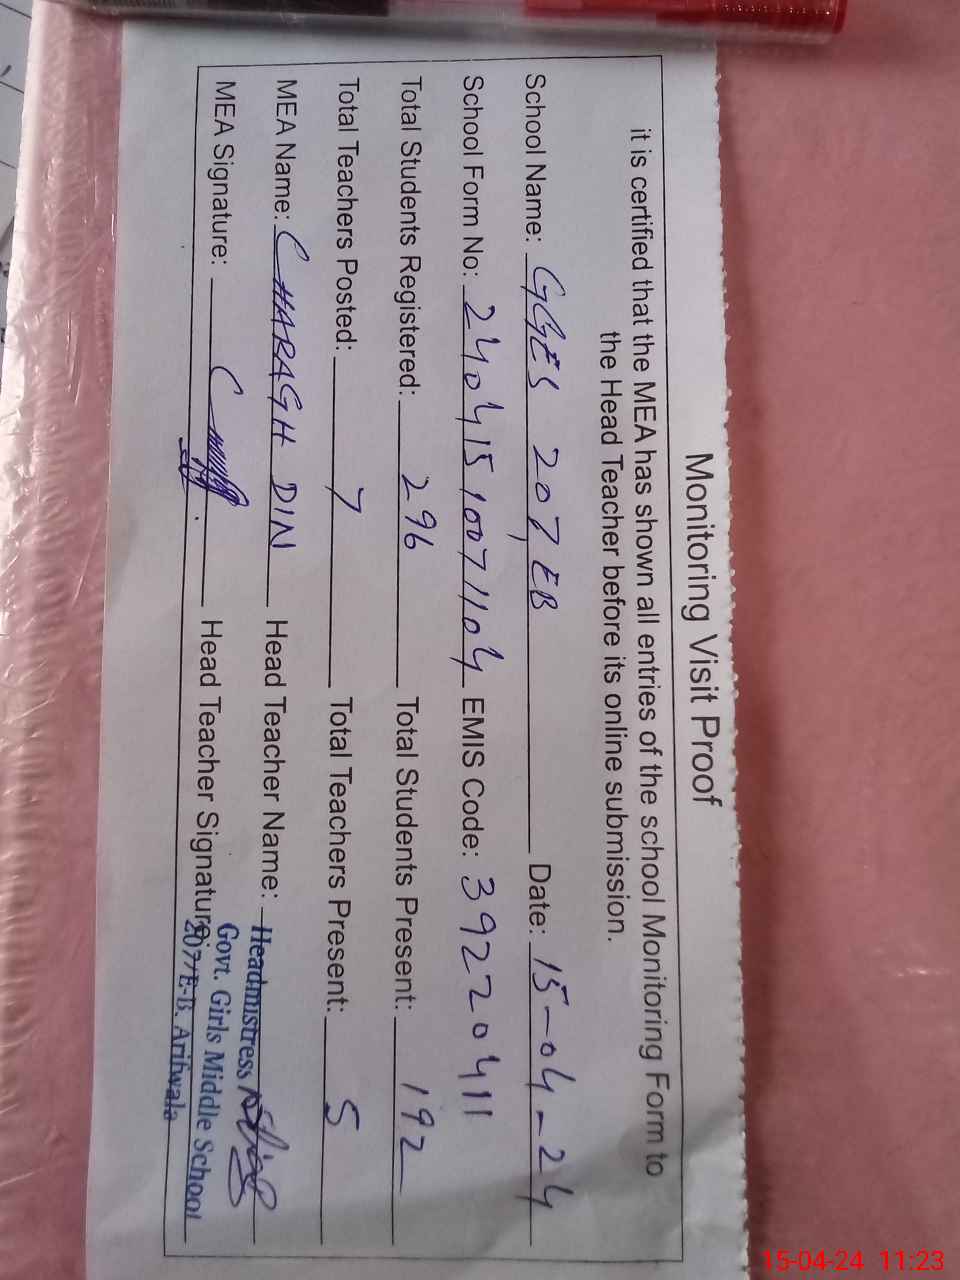 Monitoring Visit Proof
it is certified that the MEA has shown all entries of the school Monitoring Form to
the Head Teacher before its online submission.
School Name: GGES 207 EB Date: 15-04-24
School Form No: 2404151007 1104 EMIS Code: 39220411
Total Students Registered: 296 Total Students Present: 192
Total Teachers Posted: 7 Total Teachers Present: 5
MEA Name: CHARAGH DIN Head Teacher Name:
MEA Signature: Head Teacher Signature:
Headmistress
Govt. Girls Middle School
207/E-B. Arifwala
15-04-24 11:23